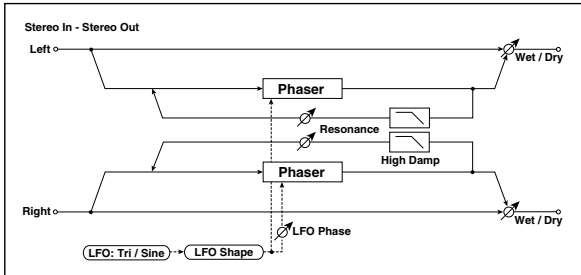 Stereo In - Stereo Out
Left
Wet / Dry
Phaser
Resonance
High Damp
Phaser
Right
Wet / Dry
LFO Phase
LFO: Tri / Sine
LFO Shape